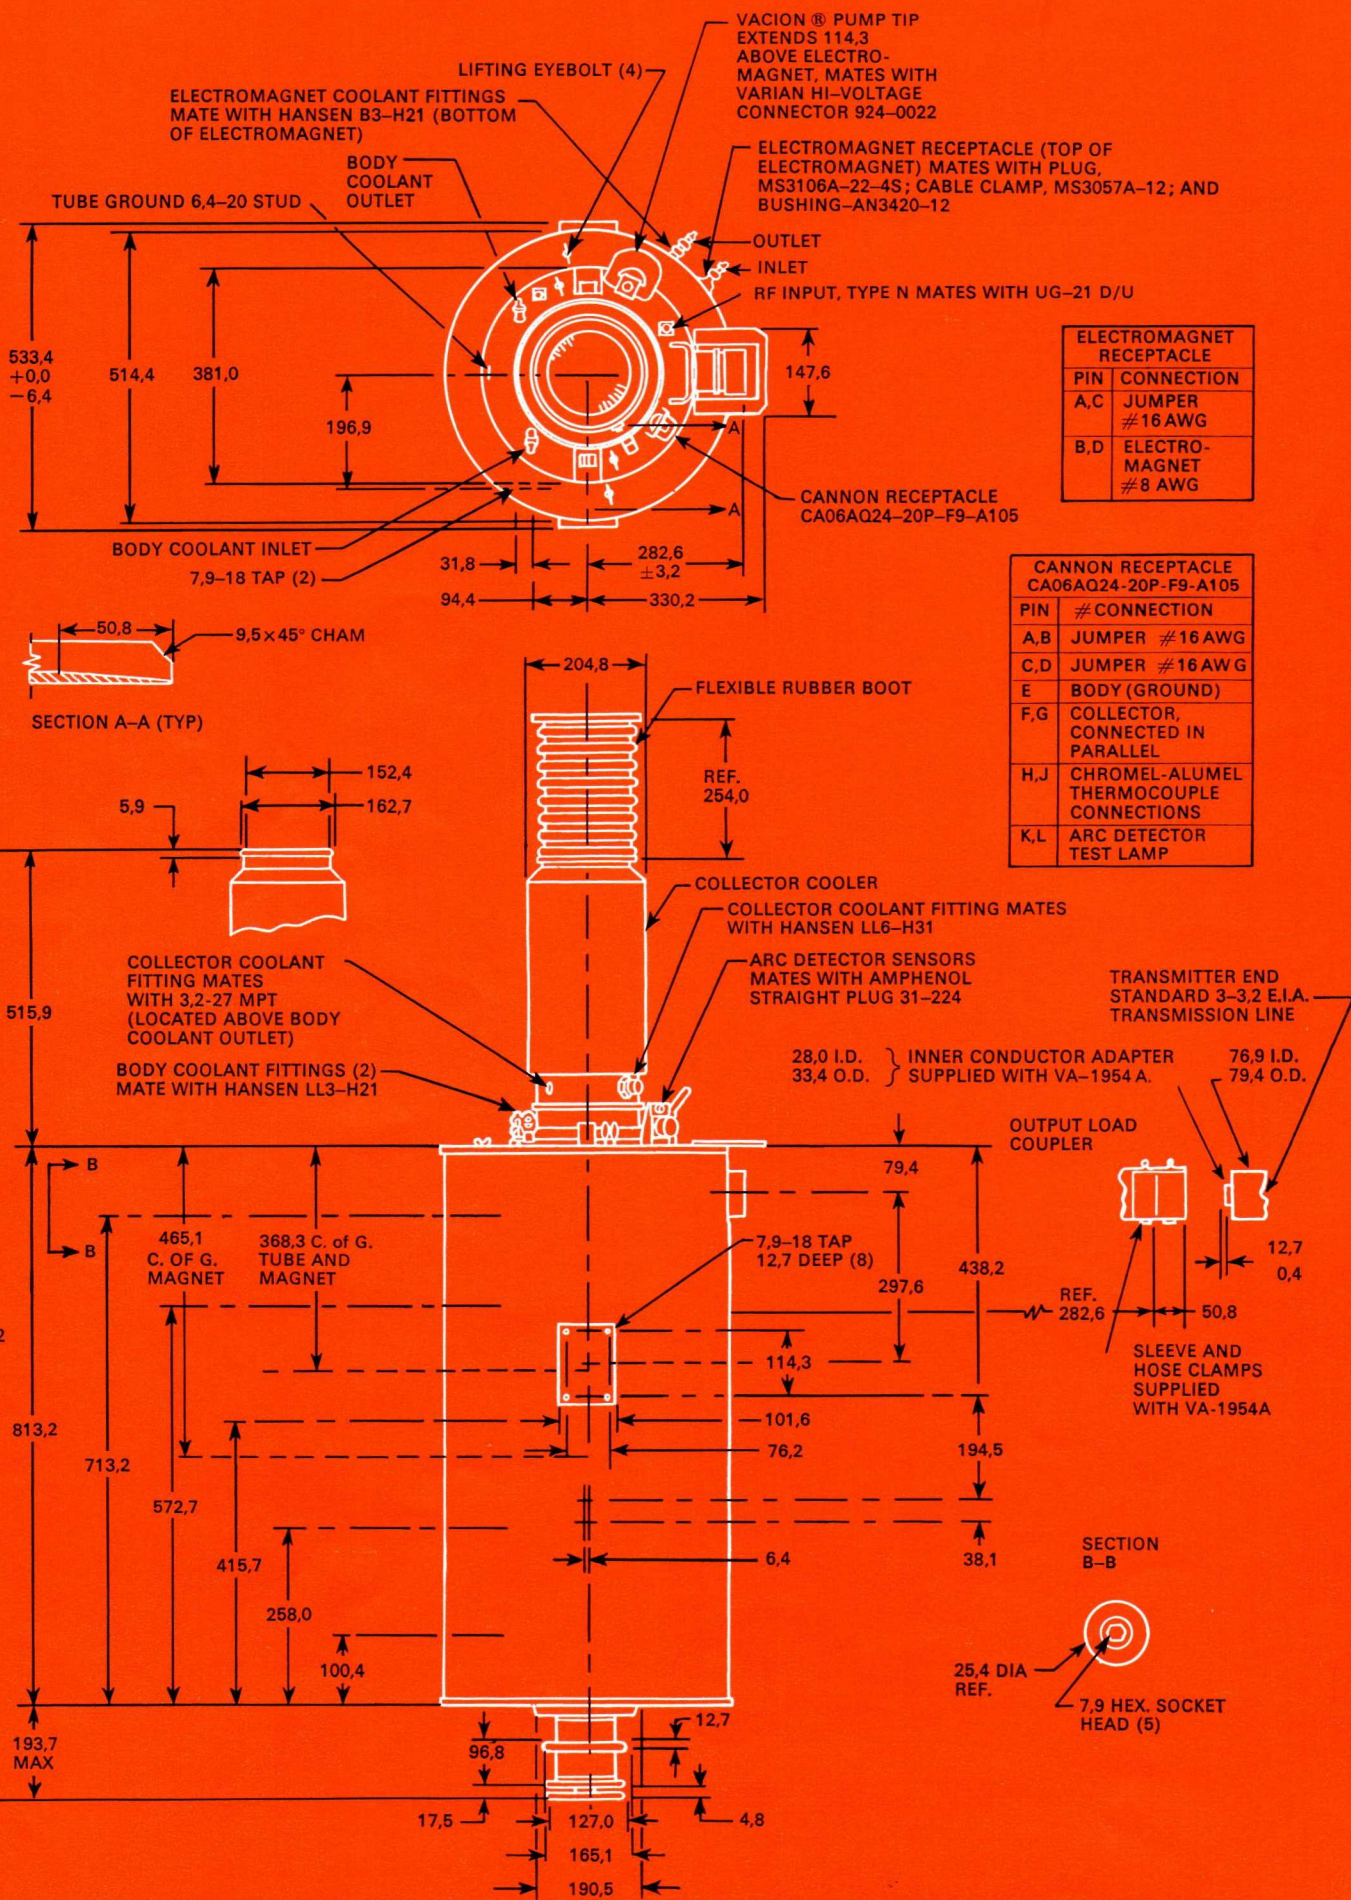 VACION ® PUMP TIP
EXTENDS 114,3
ABOVE ELECTRO-
MAGNET, MATES WITH
VARIAN HI–VOLTAGE
CONNECTOR 924–0022
LIFTING EYEBOLT (4)
ELECTROMAGNET COOLANT FITTINGS
MATE WITH HANSEN B3–H21 (BOTTOM
OF ELECTROMAGNET)
BODY
COOLANT
OUTLET
TUBE GROUND 6,4–20 STUD
ELECTROMAGNET RECEPTACLE (TOP OF
ELECTROMAGNET) MATES WITH PLUG,
MS3106A–22–4S; CABLE CLAMP, MS3057A–12; AND
BUSHING–AN3420–12
OUTLET
INLET
RF INPUT, TYPE N MATES WITH UG–21 D/U
533,4
+0,0
−6,4
514,4
381,0
196,9
147,6
A
A
CANNON RECEPTACLE
CA06AQ24–20P–F9–A105
BODY COOLANT INLET
7,9–18 TAP (2)
31,8
94,4
282,6
±3,2
330,2
ELECTROMAGNET
RECEPTACLE
PIN CONNECTION
A,C JUMPER
#16 AWG
B,D ELECTRO-
MAGNET
#8 AWG
CANNON RECEPTACLE
CA06AQ24-20P-F9-A105
PIN #CONNECTION
A,B JUMPER #16 AWG
C,D JUMPER #16 AWG
E BODY (GROUND)
F,G COLLECTOR,
CONNECTED IN
PARALLEL
H,J CHROMEL-ALUMEL
THERMOCOUPLE
CONNECTIONS
K,L ARC DETECTOR
TEST LAMP
50,8
9,5×45° CHAM
SECTION A–A (TYP)
204,8
FLEXIBLE RUBBER BOOT
REF.
254,0
152,4
162,7
5,9
COLLECTOR COOLER
COLLECTOR COOLANT FITTING MATES
WITH HANSEN LL6–H31
ARC DETECTOR SENSORS
MATES WITH AMPHENOL
STRAIGHT PLUG 31–224
COLLECTOR COOLANT
FITTING MATES
WITH 3,2-27 MPT
(LOCATED ABOVE BODY
COOLANT OUTLET)
BODY COOLANT FITTINGS (2)
MATE WITH HANSEN LL3–H21
515,9
TRANSMITTER END
STANDARD 3–3,2 E.I.A.
TRANSMISSION LINE
28,0 I.D.
33,4 O.D.
INNER CONDUCTOR ADAPTER
SUPPLIED WITH VA–1954 A.
76,9 I.D.
79,4 O.D.
OUTPUT LOAD
COUPLER
B
B
79,4
465,1
C. OF G.
MAGNET
368,3 C. of G.
TUBE AND
MAGNET
7,9–18 TAP
12,7 DEEP (8)
297,6
438,2
12,7
0,4
REF.
282,6
50,8
SLEEVE AND
HOSE CLAMPS
SUPPLIED
WITH VA-1954A
2
114,3
101,6
76,2
194,5
813,2
713,2
572,7
415,7
258,0
100,4
6,4
38,1
SECTION
B–B
25,4 DIA
REF.
7,9 HEX. SOCKET
HEAD (5)
193,7
MAX
96,8
12,7
17,5
127,0
4,8
165,1
190,5